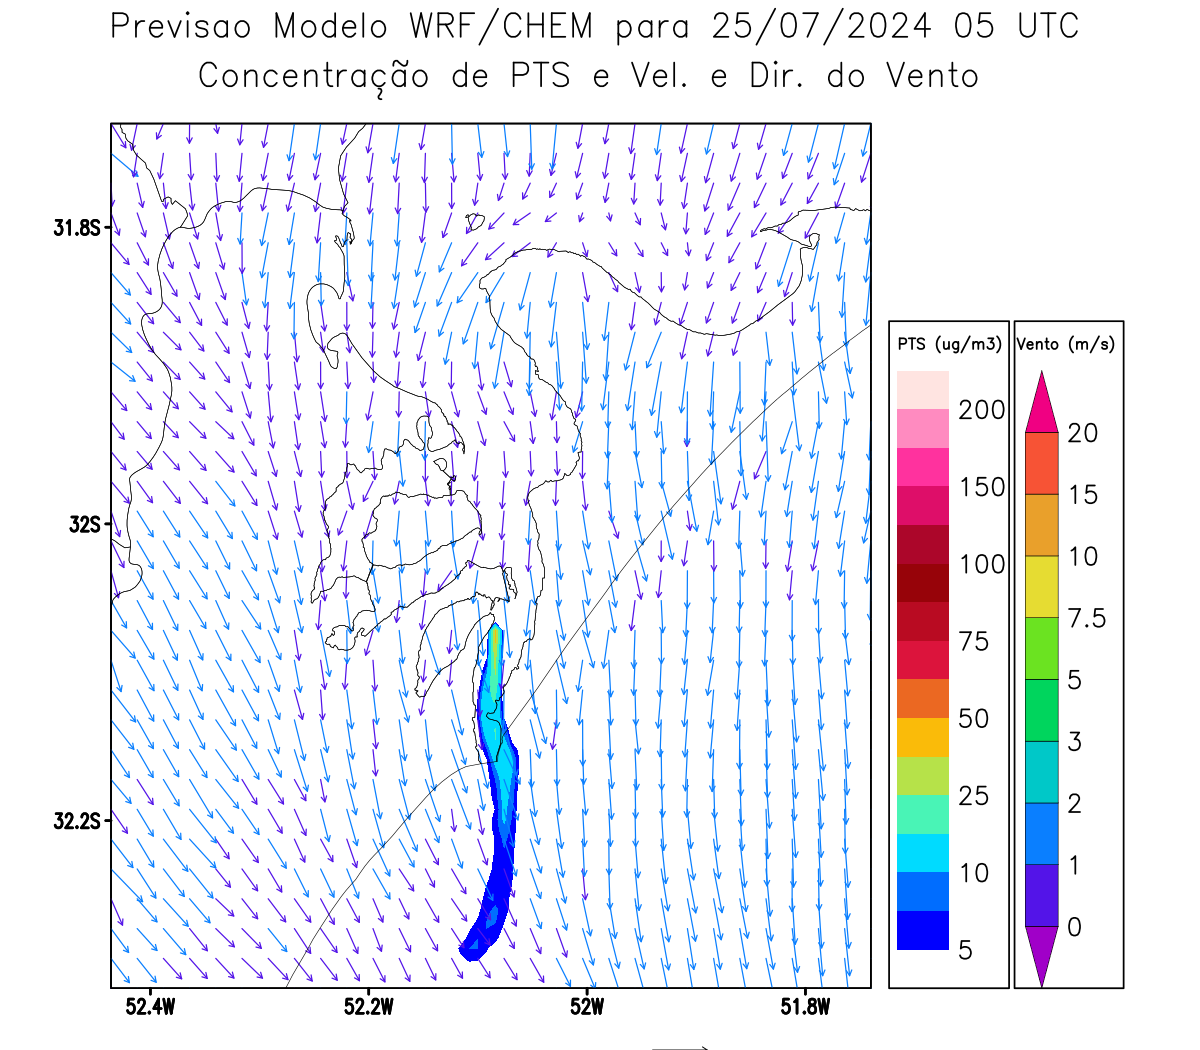 Previsao Modelo WRF/CHEM para 25/07/2024 05 UTC
Concentração de PTS e Vel. e Dir. do Vento
31.8S
32S
32.2S
52.4W
52.2W
52W
51.8W
PTS (ug/m3)
200
150
100
75
50
25
10
5
Vento (m/s)
20
15
10
7.5
5
3
2
1
0